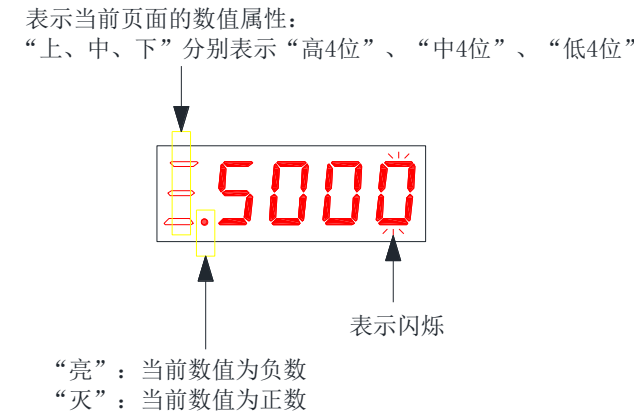 表示当前页面的数值属性：
“上、中、下”分别表示“高4位”、“中4位”、“低4位”
.5000
表示闪烁
“亮”：当前数值为负数
“灭”：当前数值为正数